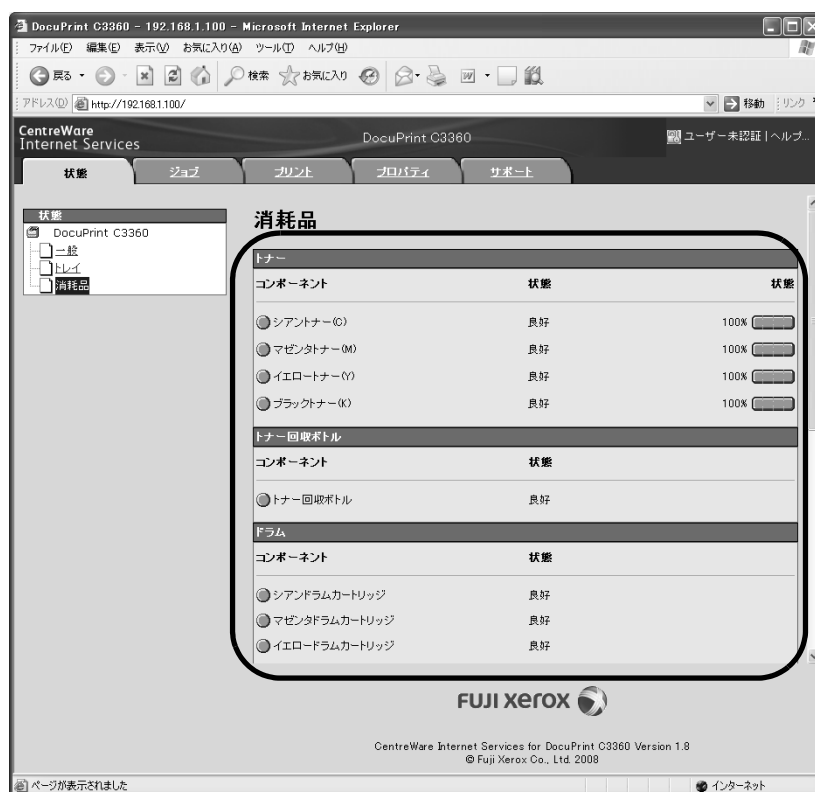 DocuPrint C3360 - 192.168.1.100 - Microsoft Internet Explorer
ファイル(F) 編集(E) 表示(V) お気に入り(A) ツール(T) ヘルプ(H)
戻る 検索 お気に入り
アドレス(D) http://192.168.1.100/ 移動 リンク
CentreWare
Internet Services
DocuPrint C3360
ユーザー未認証 | ヘルプ...
状態 ジョブ プリント プロパティ サポート
状態
DocuPrint C3360
一般
トレイ
消耗品
消耗品
トナー
コンポーネント 状態 状態
シアントナー(C) 良好 100%
マゼンタトナー(M) 良好 100%
イエロートナー(Y) 良好 100%
ブラックトナー(K) 良好 100%
トナー回収ボトル
コンポーネント 状態
トナー回収ボトル 良好
ドラム
コンポーネント 状態
シアンドラムカートリッジ 良好
マゼンタドラムカートリッジ 良好
イエロードラムカートリッジ 良好
FUJI xerox
CentreWare Internet Services for DocuPrint C3360 Version 1.8
© Fuji Xerox Co., Ltd. 2008
ページが表示されました インターネット